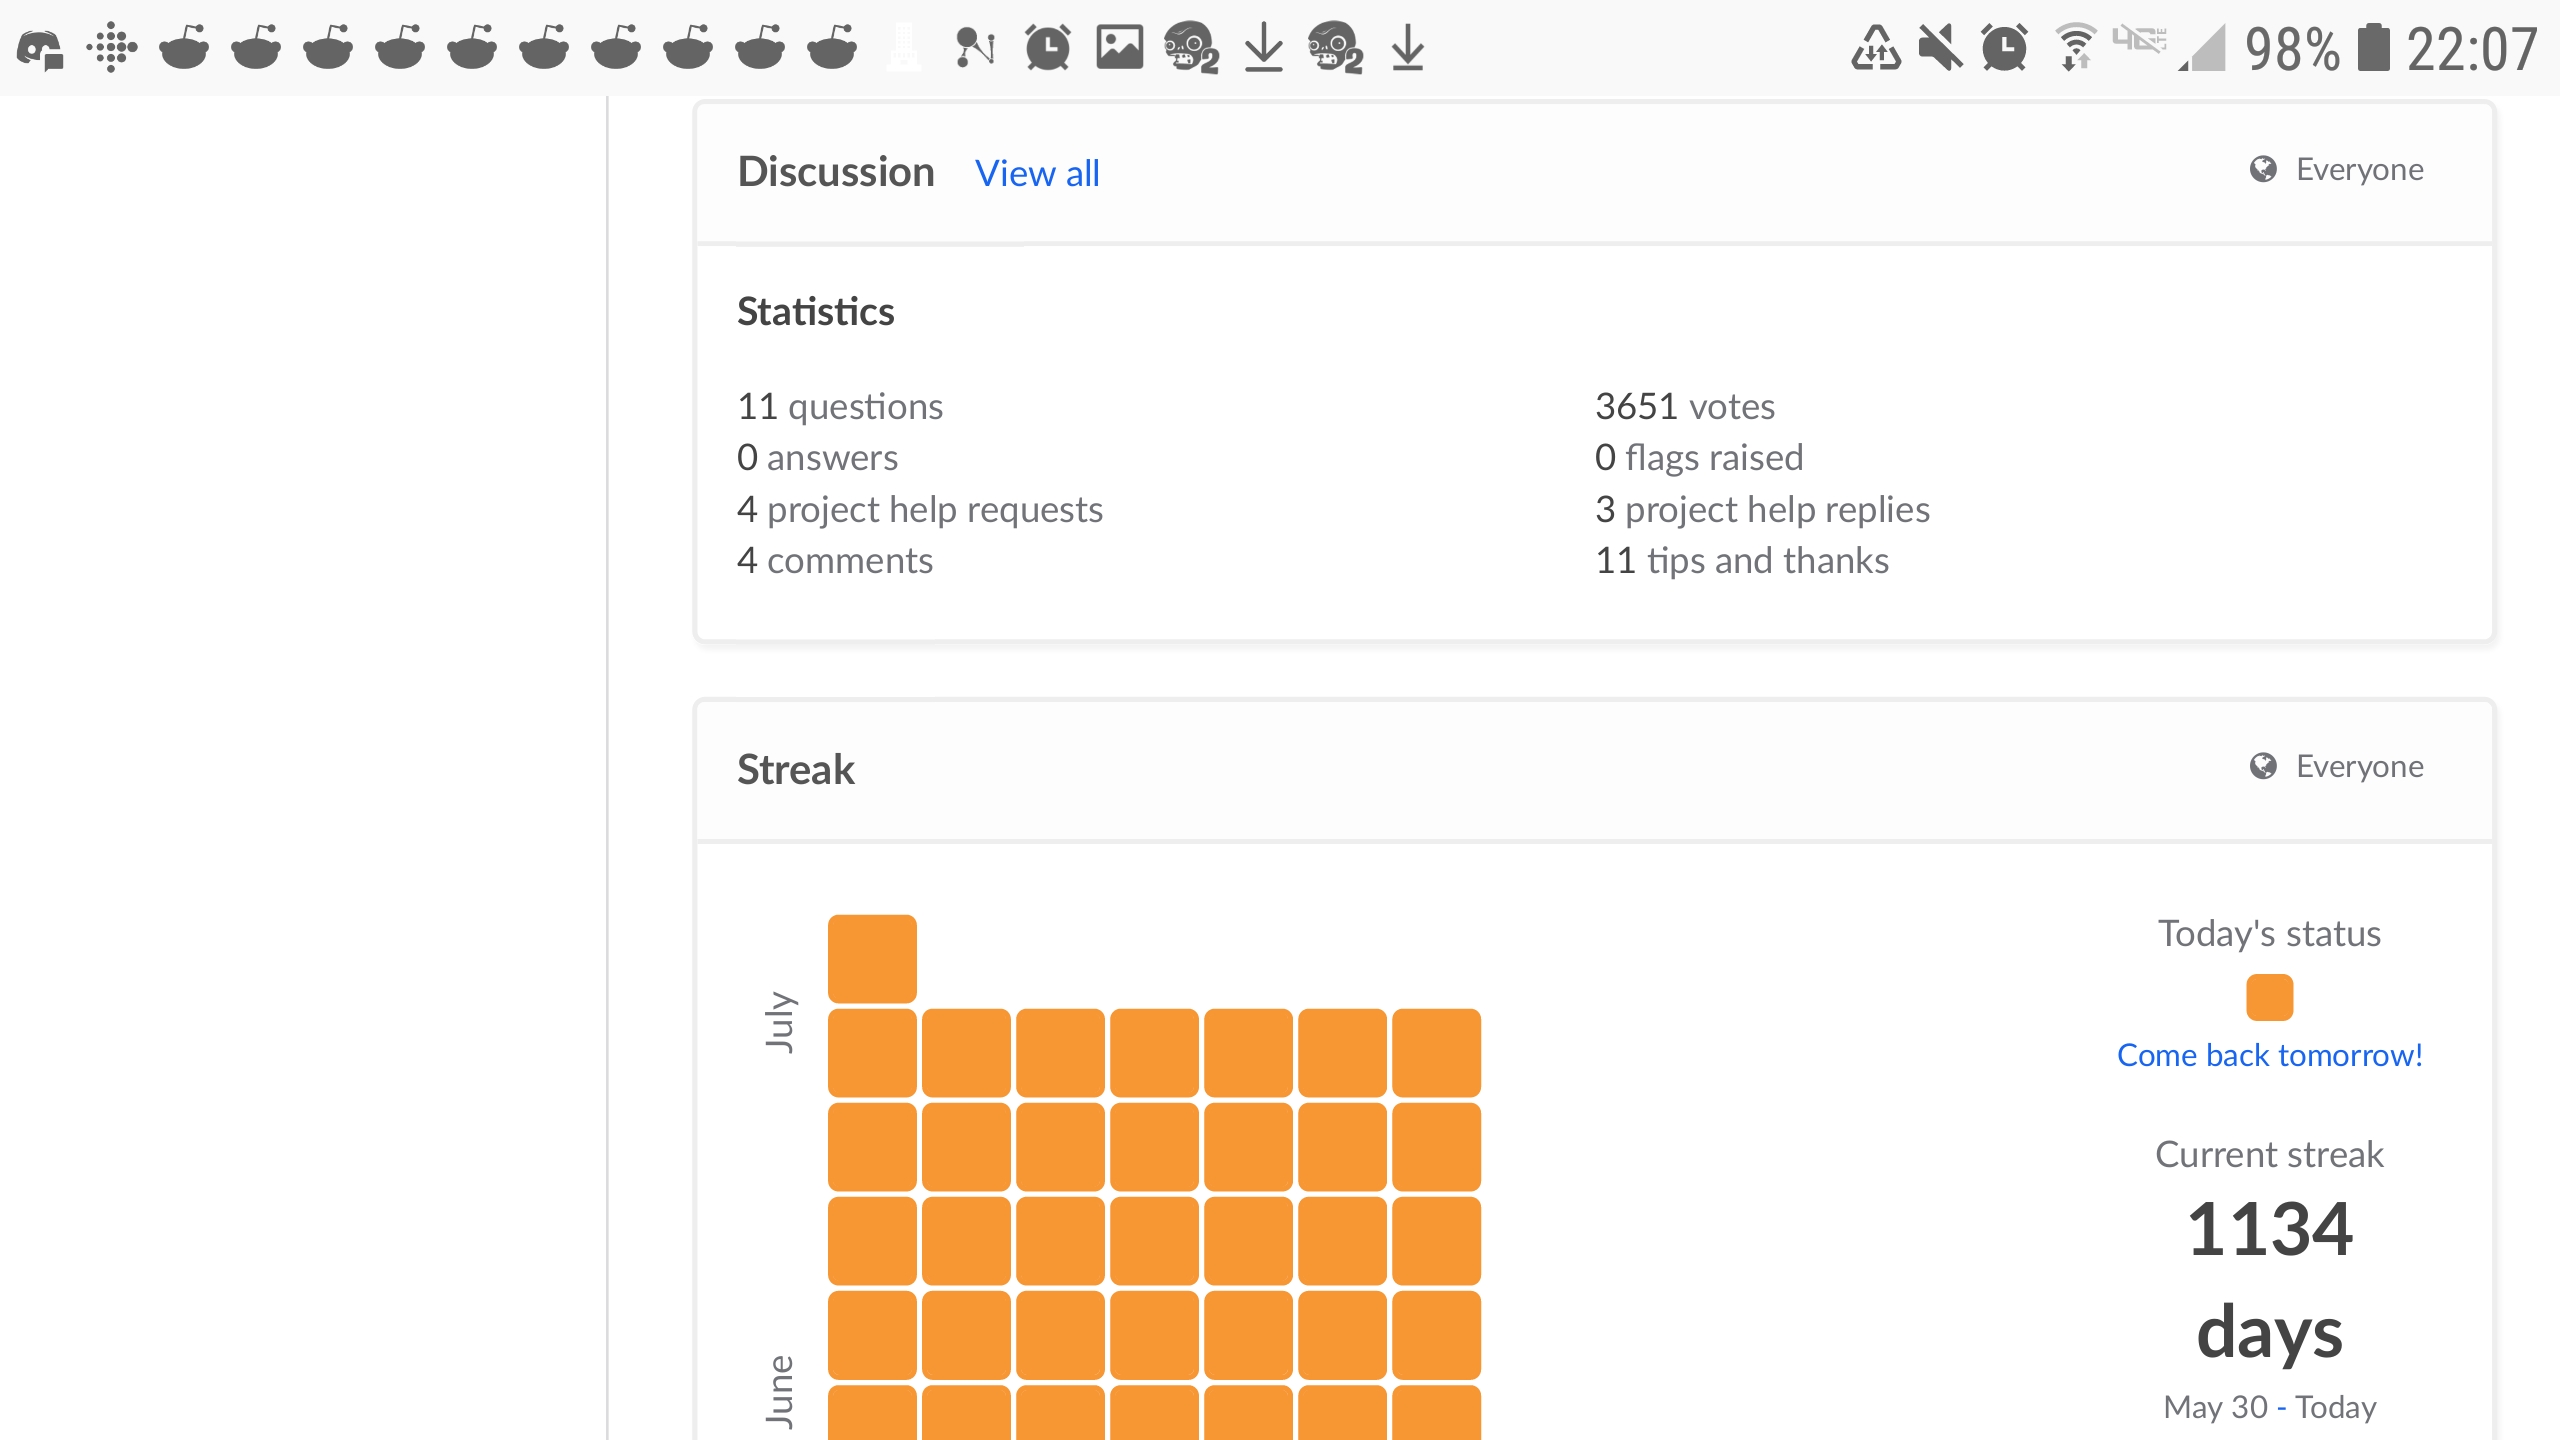 98% 22:07
Discussion View all Everyone
Statistics
11 questions
0 answers
4 project help requests
4 comments
3651 votes
0 flags raised
3 project help replies
11 tips and thanks
Streak Everyone
July
June
Today's status
Come back tomorrow!
Current streak
1134
days
May 30 - Today